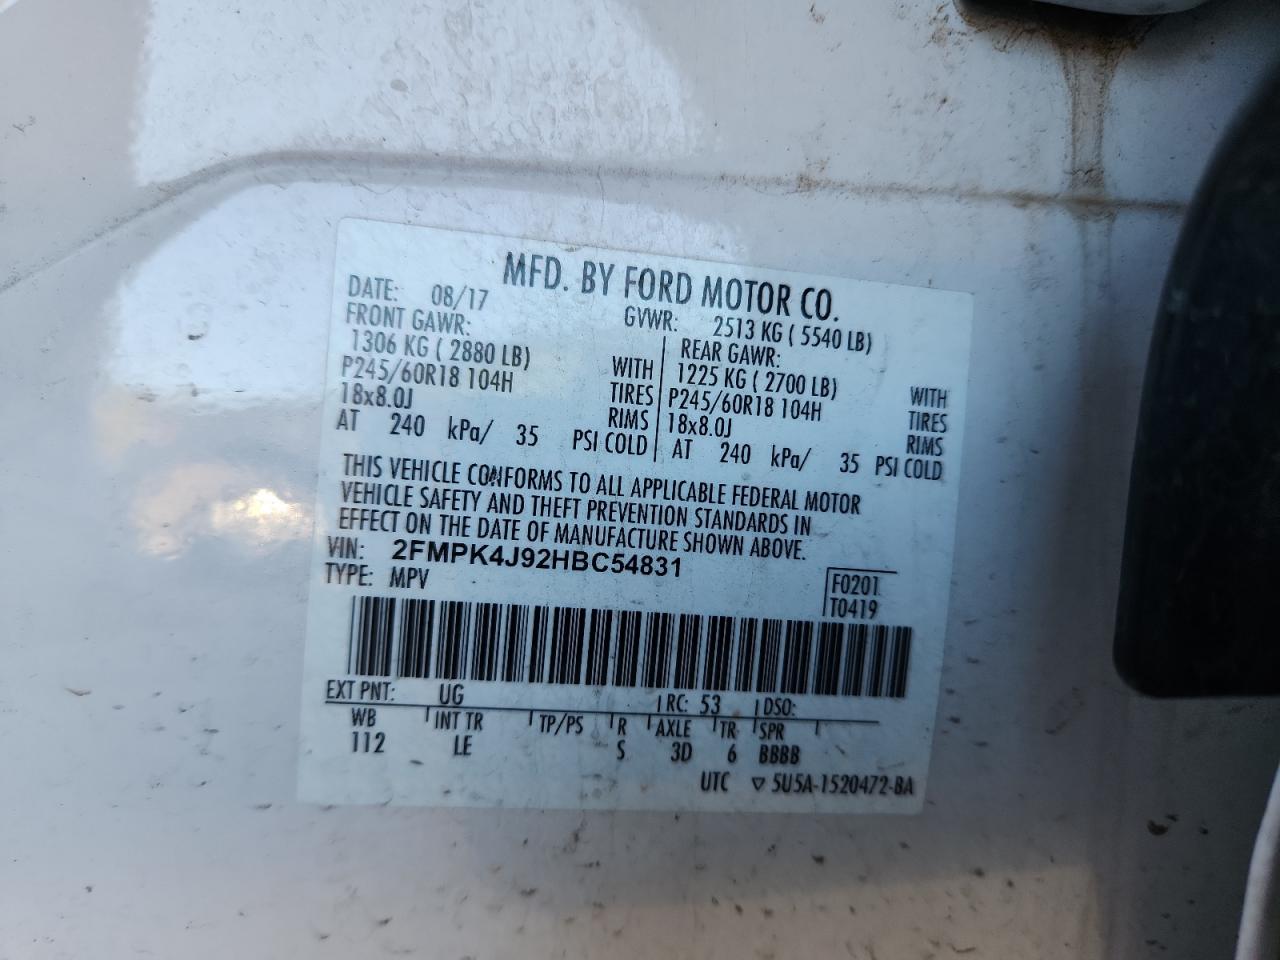 MFD. BY FORD MOTOR CO.
DATE: 08/17 GVWR: 2513 KG ( 5540 LB)
FRONT GAWR: REAR GAWR:
1306 KG ( 2880 LB) WITH 1225 KG ( 2700 LB) WITH
P245/60R18 104H TIRES P245/60R18 104H TIRES
18x8.0J RIMS 18x8.0J RIMS
AT 240 kPa/ 35 PSI COLD AT 240 kPa/ 35 PSI COLD
THIS VEHICLE CONFORMS TO ALL APPLICABLE FEDERAL MOTOR
VEHICLE SAFETY AND THEFT PREVENTION STANDARDS IN
EFFECT ON THE DATE OF MANUFACTURE SHOWN ABOVE.
VIN: 2FMPK4J92HBC54831
TYPE: MPV F0201
T0419
EXT PNT: UG RC: 53 DSO:
WB INT TR TP/PS R AXLE TR SPR
112 LE S 3D 6 BBBB
UTC ▽ 5U5A-1520472-BA